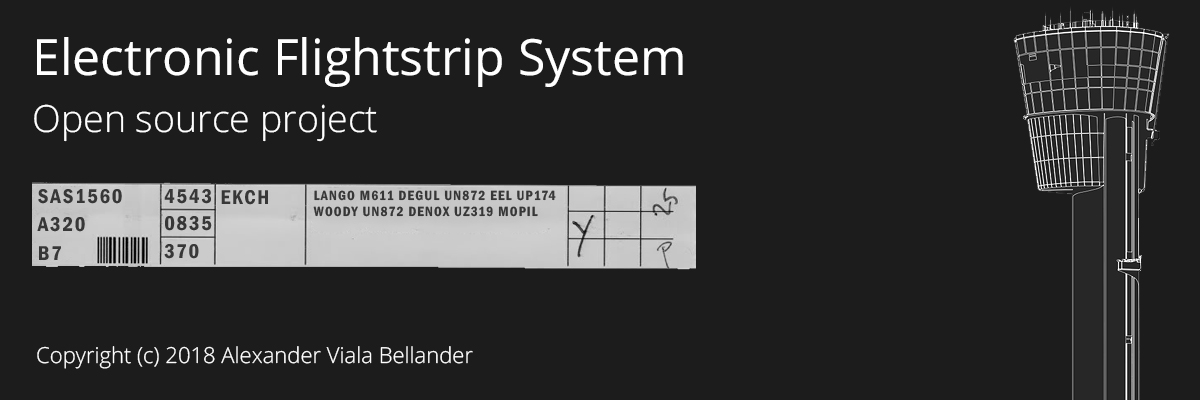 Electronic Flightstrip System
Open source project
SAS1560
A320
B7
4543
0835
370
EKCH
LANGO M611 DEGUL UN872 EEL UP174
WOODY UN872 DENOX UZ319 MOPIL
Y
25
P
Copyright (c) 2018 Alexander Viala Bellander